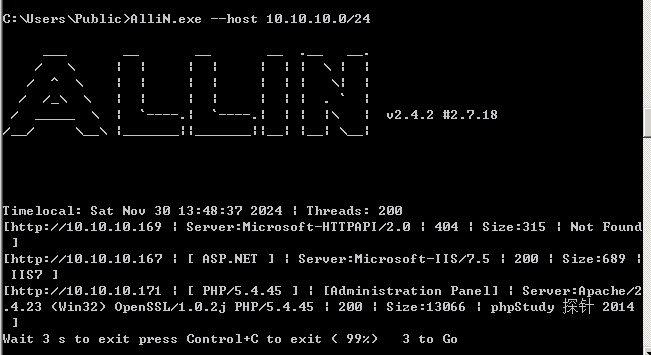 C:\Users\Public>AlliN.exe --host 10.10.10.0/24
ALLIN
v2.4.2 #2.7.18
Timelocal: Sat Nov 30 13:48:37 2024 | Threads: 200
[http://10.10.10.169 | Server:Microsoft-HTTPAPI/2.0 | 404 | Size:315 | Not Found
 ]
[http://10.10.10.167 | [ ASP.NET ] | Server:Microsoft-IIS/7.5 | 200 | Size:689 |
 IIS7 ]
[http://10.10.10.171 | [ PHP/5.4.45 ] | [Administration Panel] | Server:Apache/2
.4.23 (Win32) OpenSSL/1.0.2j PHP/5.4.45 | 200 | Size:13066 | phpStudy 探针 2014
 ]
Wait 3 s to exit press Control+C to exit ( 99%)   3 to Go